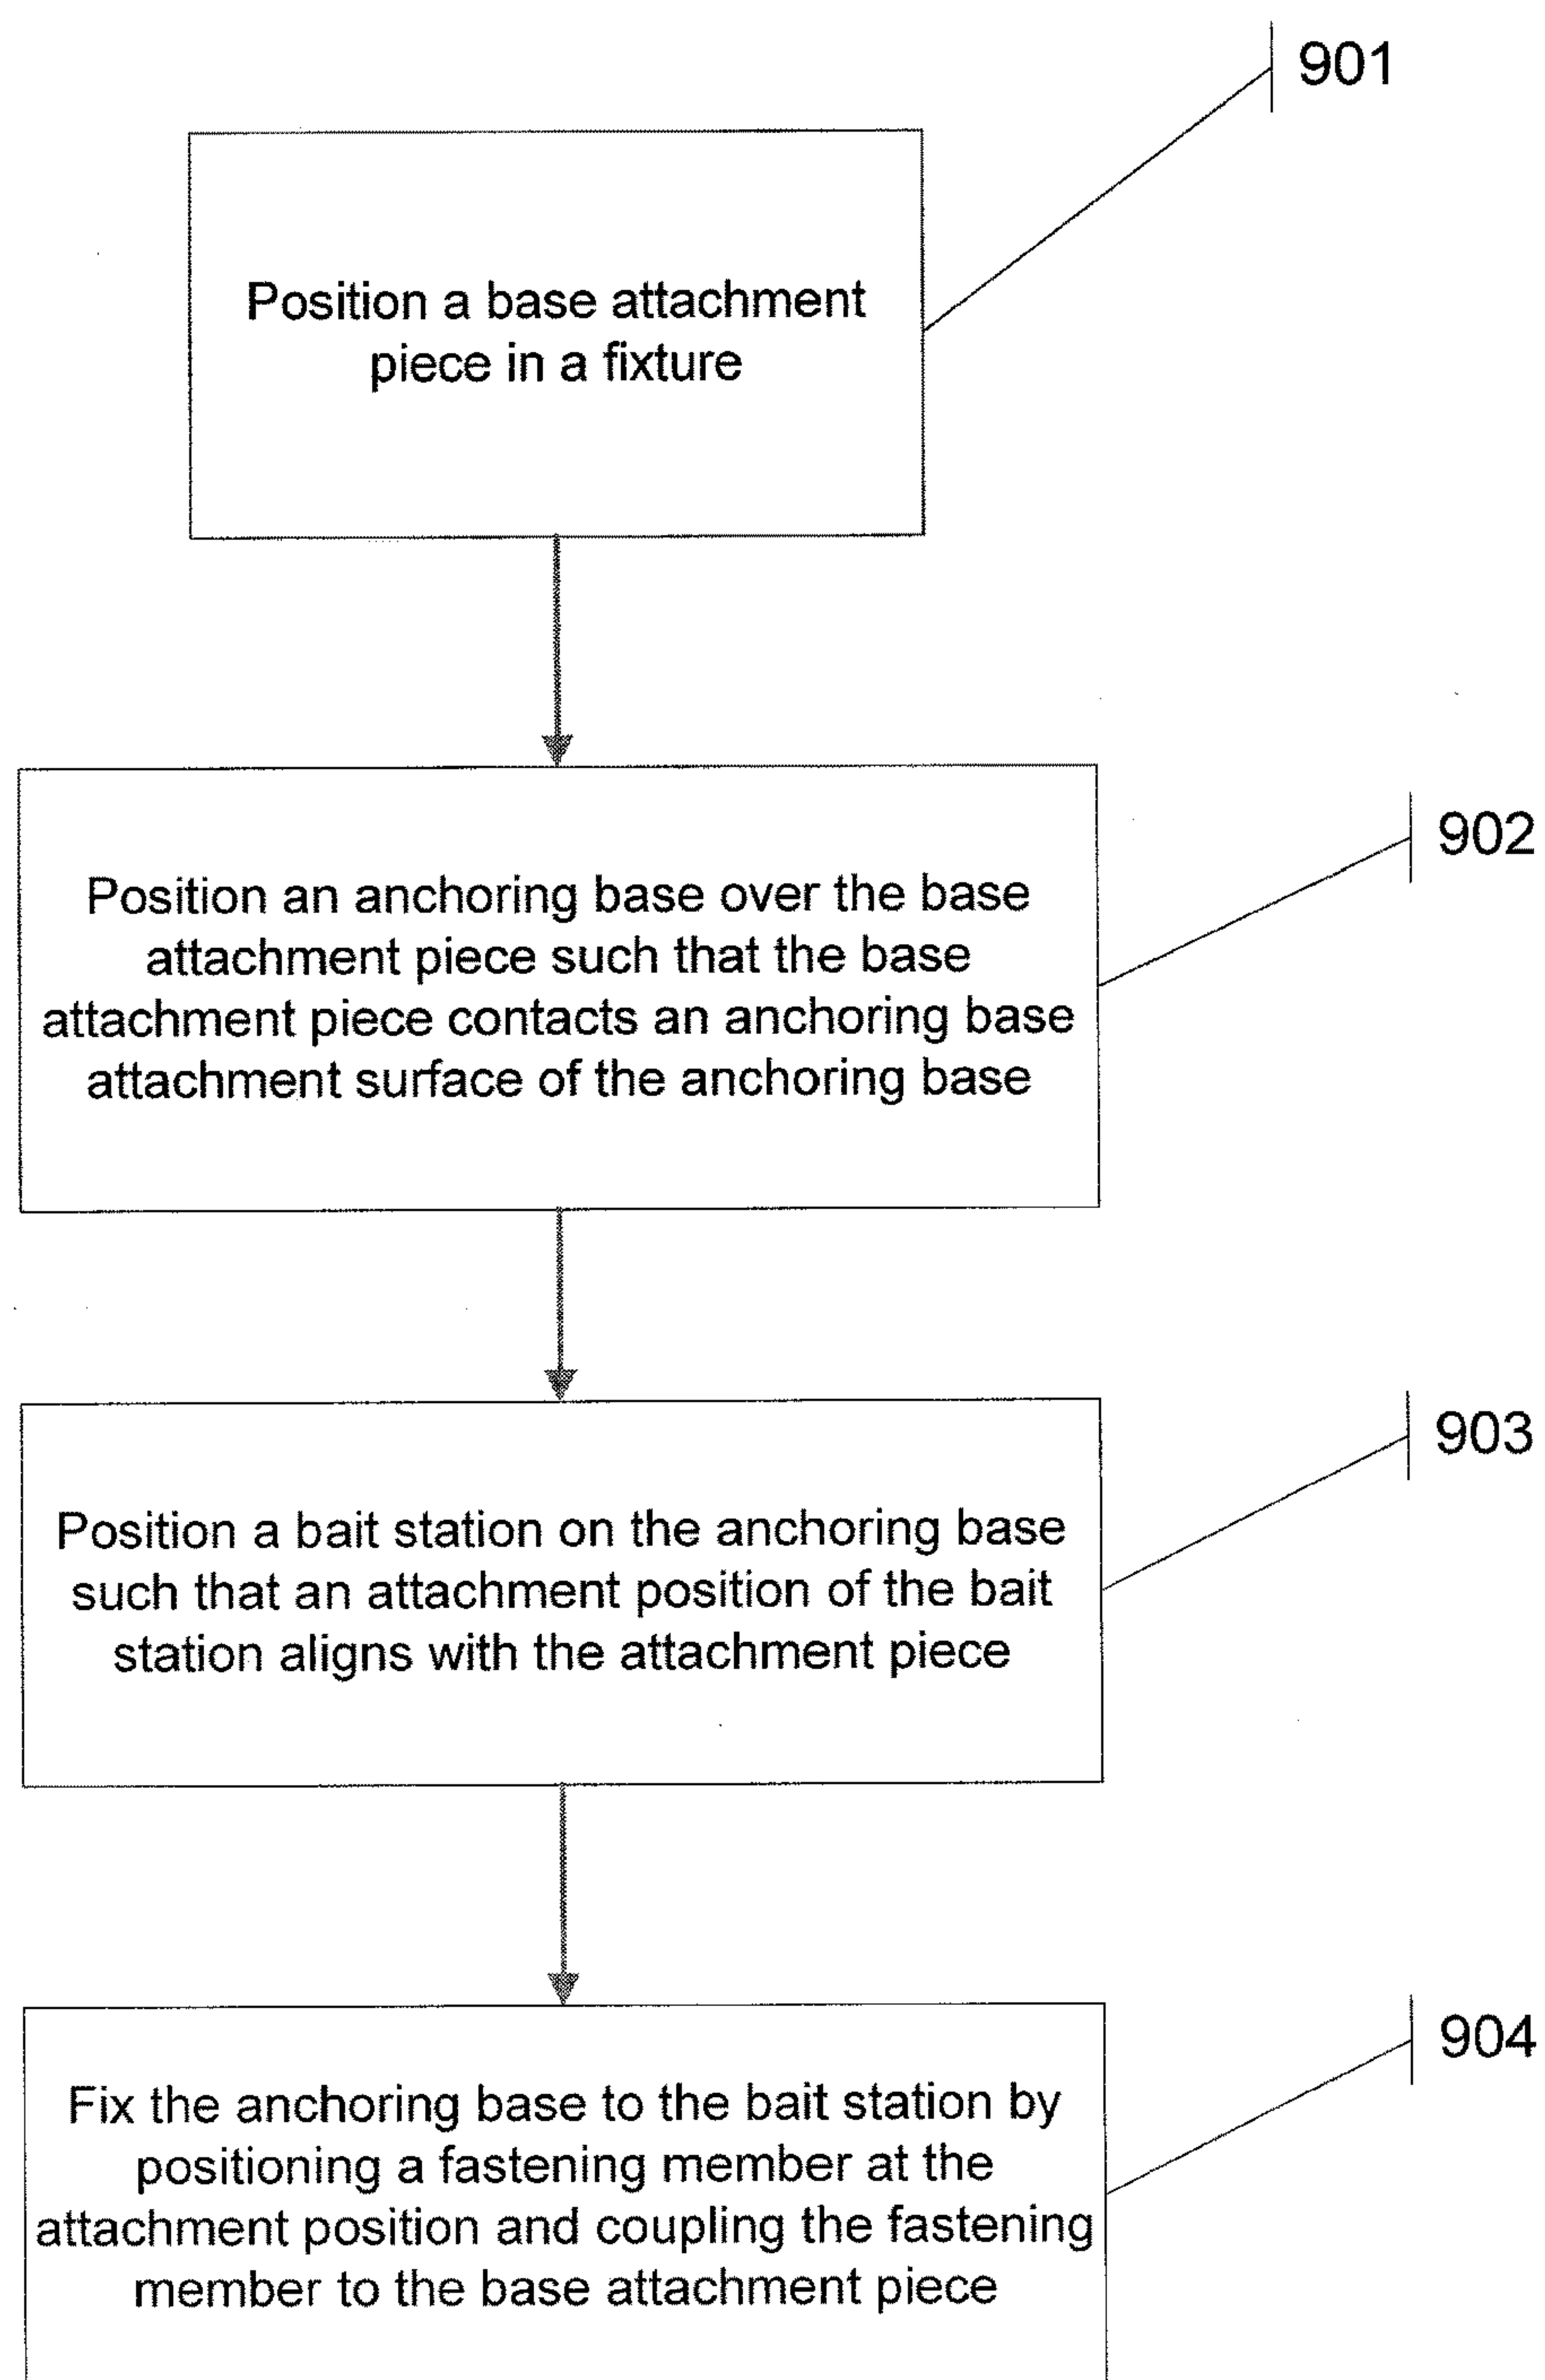 901
Position a base attachment
piece in a fixture
902
Position an anchoring base over the base
attachment piece such that the base
attachment piece contacts an anchoring base
attachment surface of the anchoring base
903
Position a bait station on the anchoring base
such that an attachment position of the bait
station aligns with the attachment piece
904
Fix the anchoring base to the bait station by
positioning a fastening member at the
attachment position and coupling the fastening
member to the base attachment piece